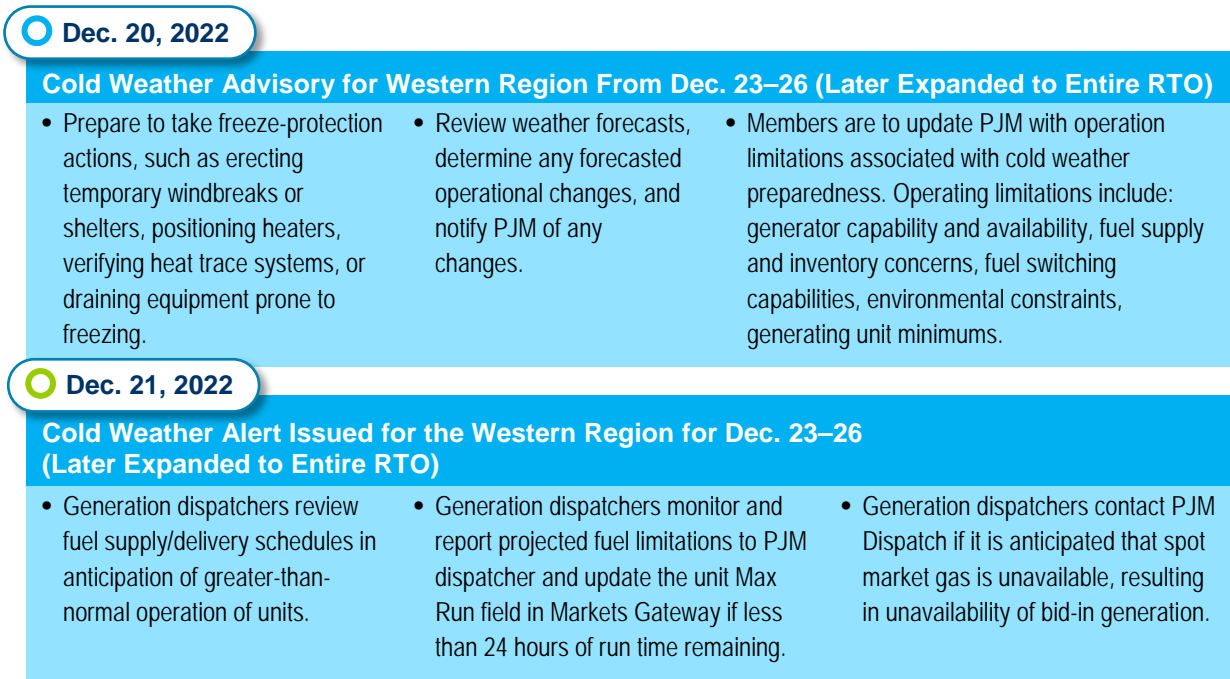 Dec. 20, 2022
Cold Weather Advisory for Western Region From Dec. 23–26 (Later Expanded to Entire RTO)
• Prepare to take freeze-protection
actions, such as erecting
temporary windbreaks or
shelters, positioning heaters,
verifying heat trace systems, or
draining equipment prone to
freezing.
• Review weather forecasts,
determine any forecasted
operational changes, and
notify PJM of any
changes.
• Members are to update PJM with operation
limitations associated with cold weather
preparedness. Operating limitations include:
generator capability and availability, fuel supply
and inventory concerns, fuel switching
capabilities, environmental constraints,
generating unit minimums.
Dec. 21, 2022
Cold Weather Alert Issued for the Western Region for Dec. 23–26
(Later Expanded to Entire RTO)
• Generation dispatchers review
fuel supply/delivery schedules in
anticipation of greater-than-
normal operation of units.
• Generation dispatchers monitor and
report projected fuel limitations to PJM
dispatcher and update the unit Max
Run field in Markets Gateway if less
than 24 hours of run time remaining.
• Generation dispatchers contact PJM
Dispatch if it is anticipated that spot
market gas is unavailable, resulting
in unavailability of bid-in generation.